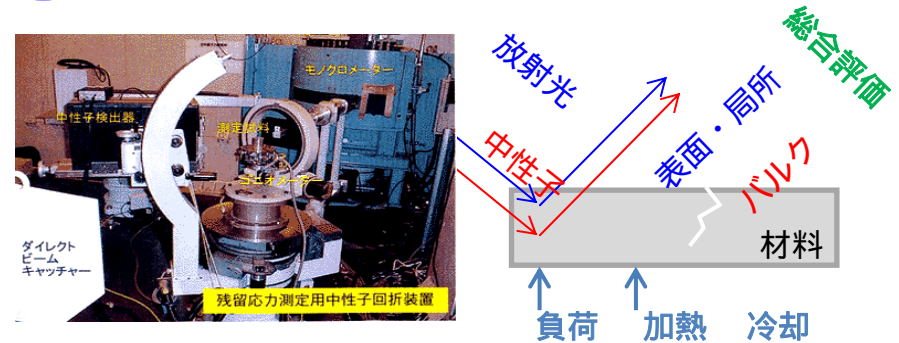 モノクロメーター
中性子検出器
測定試料
ゴニオメーター
ダイレクト
ビーム
キャッチャー
残留応力測定用中性子回折装置
放射光
中性子
表面・局所
バルク
総合評価
材料
負荷
加熱
冷却